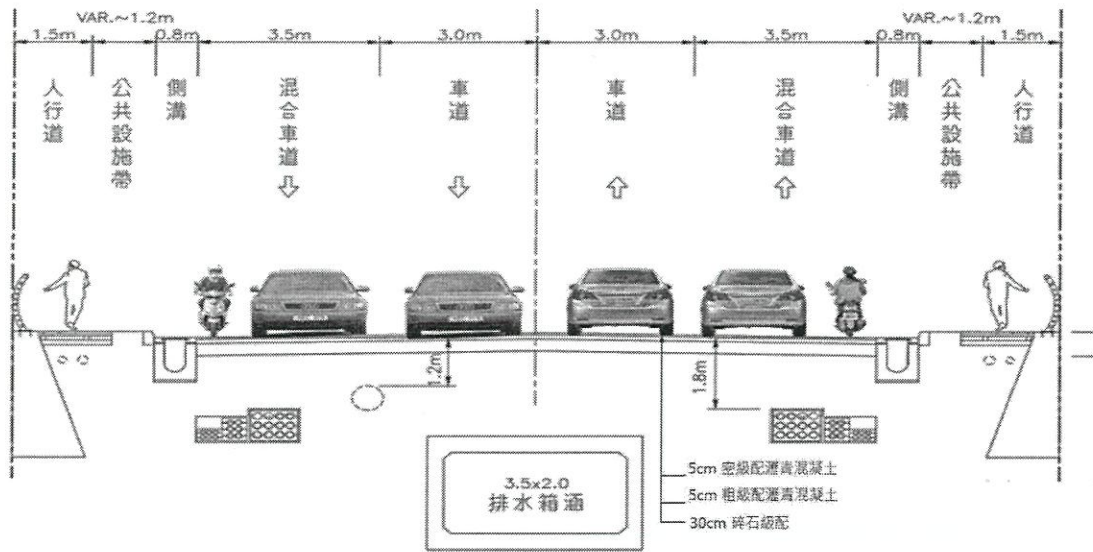 VAR.~1.2m
VAR.~1.2m
1.5m
0.8m
3.5m
3.0m
3.0m
3.5m
0.8m
1.5m
人行道
公共設施帶
側溝
混合車道
車道
車道
混合車道
側溝
公共設施帶
人行道
1.2m
1.8m
3.5x2.0
排水箱涵
5cm 密級配瀝青混凝土
5cm 粗級配瀝青混凝土
30cm 碎石級配